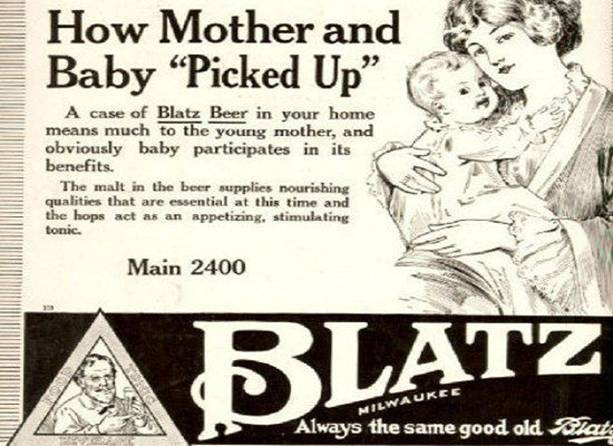 How Mother and
Baby “Picked Up”
A case of Blatz Beer in your home
means much to the young mother, and
obviously baby participates in its
benefits.
The malt in the beer supplies nourishing
qualities that are essential at this time and
the hops act as an appetizing, stimulating
tonic.
Main 2400
BLATZ
MILWAUKEE
Always the same good old Blatz